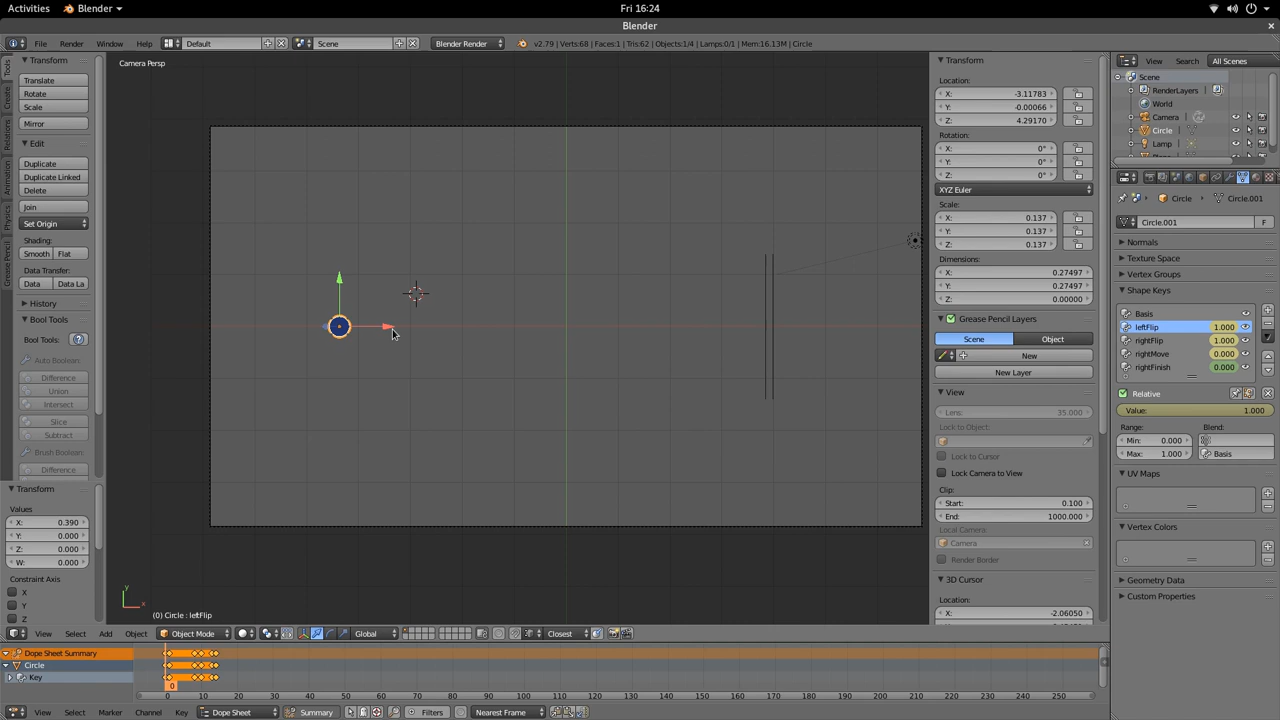 Activities Blender Fri 16:24
Blender
File Render Window Help Default Scene Blender Render v2.79 | Verts:68 | Faces:1 | Tris:62 | Objects:1/4 | Lamps:0/1 | Mem:16.13M | Circle
Tools
Create
Relations
Animation
Physics
Grease Pencil
Transform
Translate
Rotate
Scale
Mirror
Edit
Duplicate
Duplicate Linked
Delete
Join
Set Origin
Shading:
Smooth Flat
Data Transfer:
Data Data La
History
Bool Tools
Bool Tools:
Auto Boolean:
Difference
Union
Intersect
Slice
Subtract
Brush Boolean:
Difference
Transform
Values
X: 0.390
Y: 0.000
Z: 0.000
W: 0.000
Constraint Axis
X
Y
Z
Camera Persp
y
x
(0) Circle : leftFlip
View Select Add Object Object Mode Global Closest
Transform
Location:
X: -3.11783
Y: -0.00066
Z: 4.29170
Rotation:
X: 0°
Y: 0°
Z: 0°
XYZ Euler
Scale:
X: 0.137
Y: 0.137
Z: 0.137
Dimensions:
X: 0.27497
Y: 0.27497
Z: 0.00000
Grease Pencil Layers
Scene Object
New
New Layer
View
Lens: 35.000
Lock to Object:
Lock to Cursor
Lock Camera to View
Clip:
Start: 0.100
End: 1000.000
Local Camera:
Camera
Render Border
3D Cursor
Location:
X: -2.06050
View Search All Scenes
Scene
RenderLayers
World
Camera
Circle
Lamp
Circle Circle.001
Circle.001 F
Normals
Texture Space
Vertex Groups
Shape Keys
Basis
leftFlip 1.000
rightFlip 1.000
rightMove 0.000
rightFinish 0.000
Relative
Value: 1.000
Range: Blend:
Min: 0.000
Max: 1.000 Basis
UV Maps
Vertex Colors
Geometry Data
Custom Properties
Dope Sheet Summary
Circle
Key
0
-10 0 10 20 30 40 50 60 70 80 90 100 110 120 130 140 150 160 170 180 190 200 210 220 230 240 250
View Select Marker Channel Key Dope Sheet Summary Filters Nearest Frame